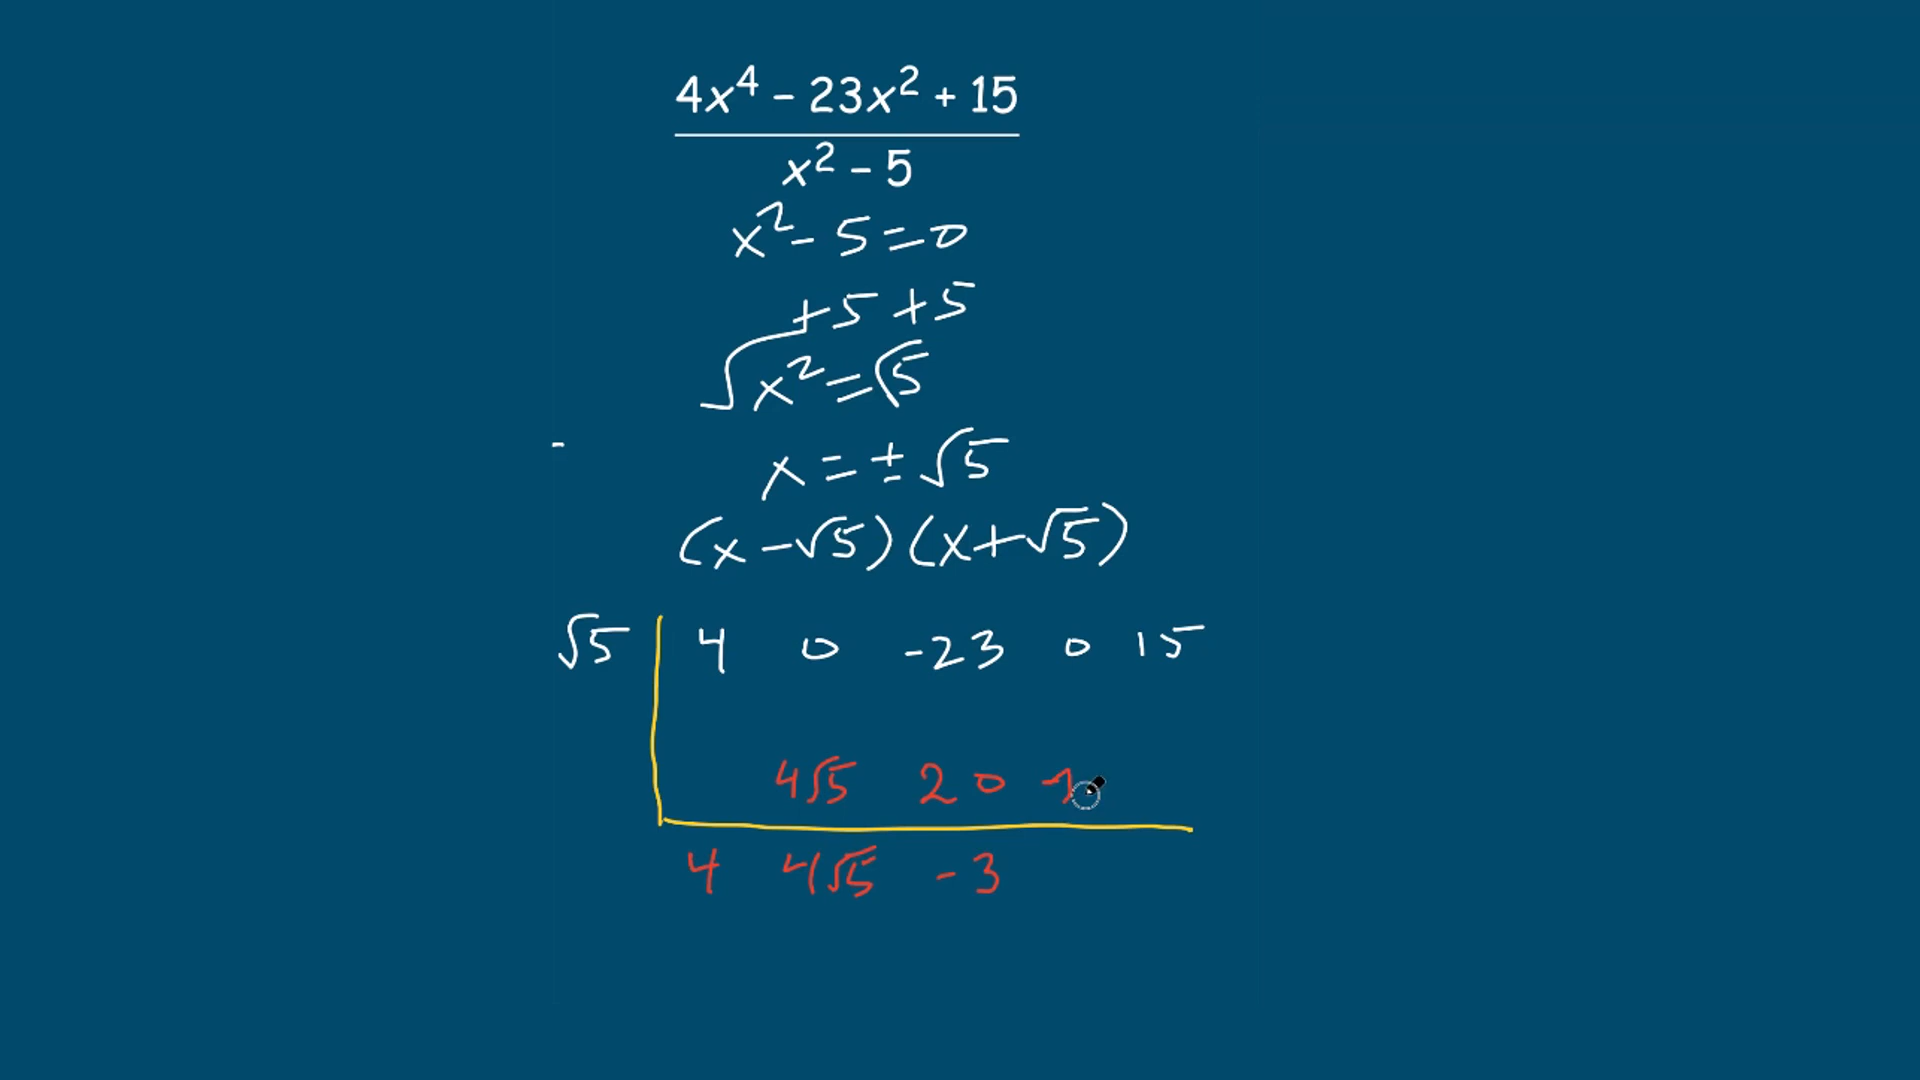 4x⁴ - 23x² + 15
x² - 5
x² - 5 = 0
+5 +5
√x² = √5
x = ± √5
(x - √5) (x + √5)
√5 4 0 -23 0 15
4√5 20
4 4√5 -3